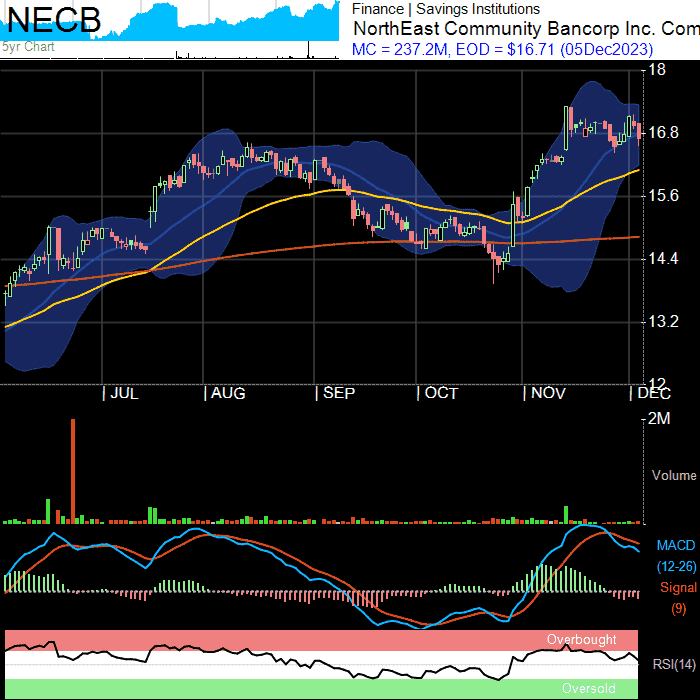 NECB
5yr Chart
Finance | Savings Institutions
NorthEast Community Bancorp Inc. Com
MC = 237.2M, EOD = $16.71 (05Dec2023)
18
16.8
15.6
14.4
13.2
12
JUL
AUG
SEP
OCT
NOV
DEC
2M
Volume
MACD
(12-26)
Signal
(9)
Overbought
RSI(14)
Oversold